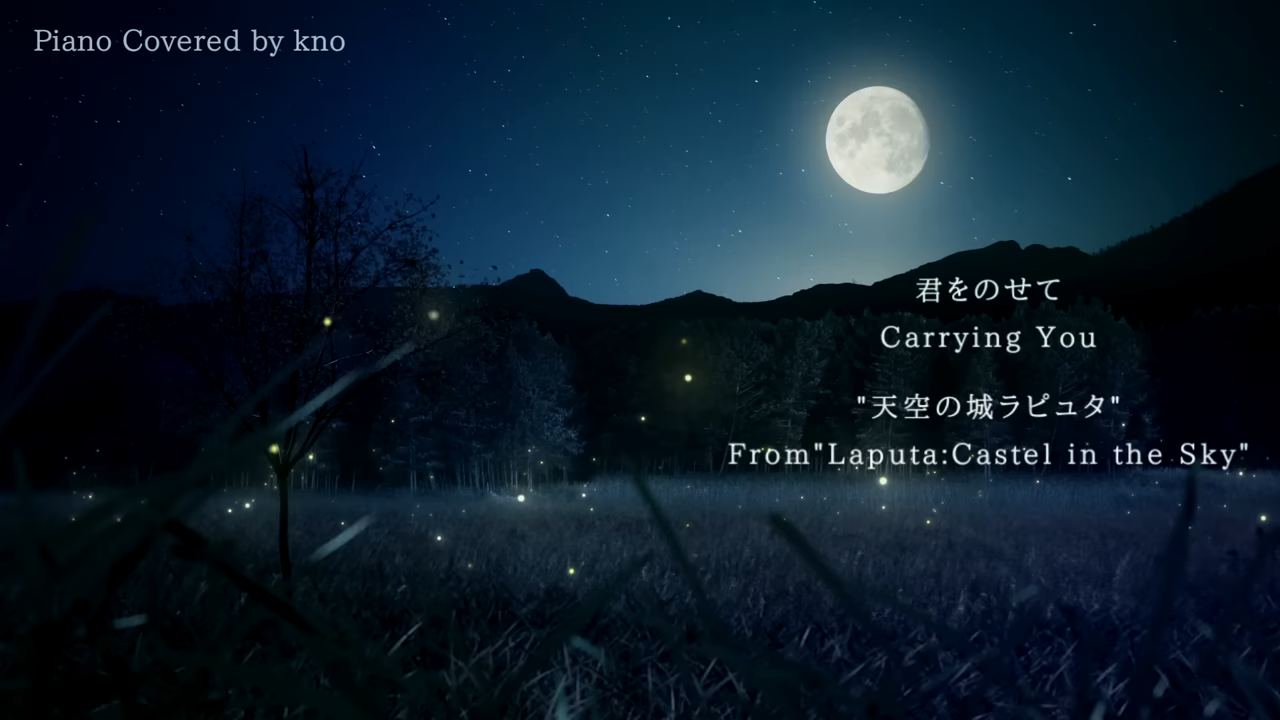 Piano Covered by kno
君をのせて
Carrying You
"天空の城ラピュタ"
From"Laputa:Castel in the Sky"